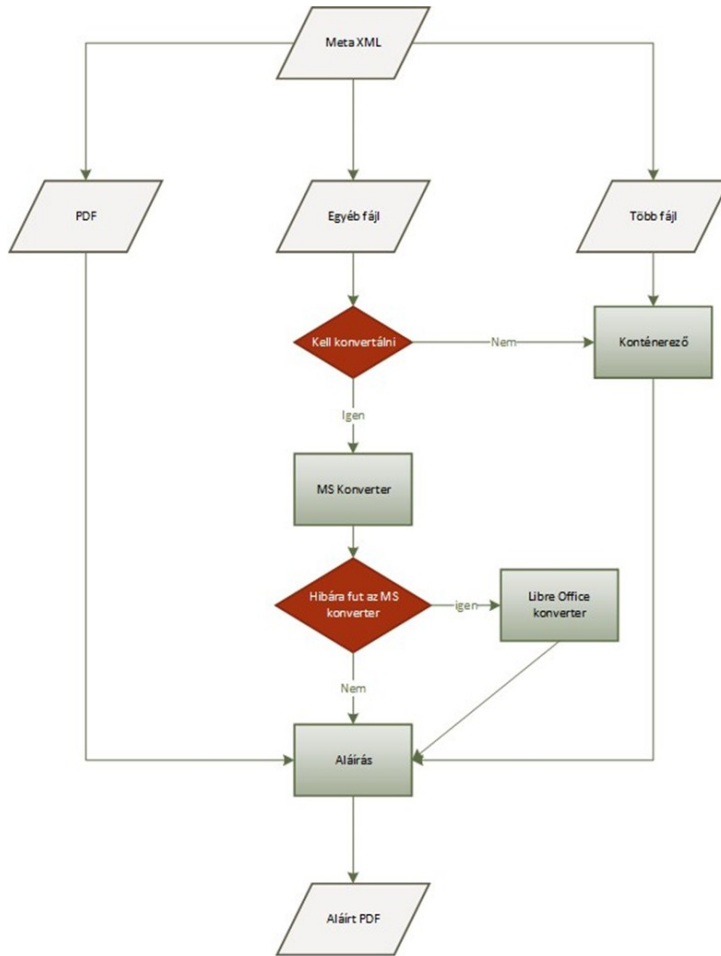 Meta XML
PDF
Egyéb fájl
Több fájl
Kell konvertálni
Nem
Konténerező
Igen
MS Konverter
Hibára fut az MS
konverter
igen
Libre Office
konverter
Nem
Aláírás
Aláírt PDF